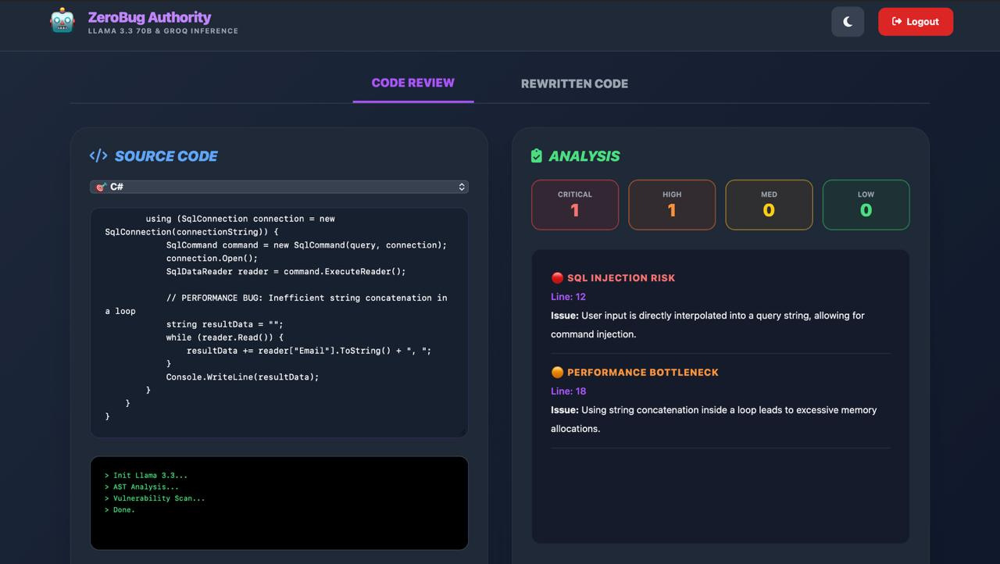 ZeroBug Authority
LLAMA 3.3 70B & GROQ INFERENCE
Logout
CODE REVIEW
REWRITTEN CODE
</> SOURCE CODE
C#
        using (SqlConnection connection = new
SqlConnection(connectionString)) {
            SqlCommand command = new SqlCommand(query, connection);
            connection.Open();
            SqlDataReader reader = command.ExecuteReader();

            // PERFORMANCE BUG: Inefficient string concatenation in
a loop
            string resultData = "";
            while (reader.Read()) {
                resultData += reader["Email"].ToString() + ", ";
            }
            Console.WriteLine(resultData);
        }
    }
}
> Init Llama 3.3...
> AST Analysis...
> Vulnerability Scan...
> Done.
ANALYSIS
CRITICAL
1
HIGH
1
MED
0
LOW
0
SQL INJECTION RISK
Line: 12
Issue: User input is directly interpolated into a query string, allowing for
command injection.
PERFORMANCE BOTTLENECK
Line: 18
Issue: Using string concatenation inside a loop leads to excessive memory
allocations.